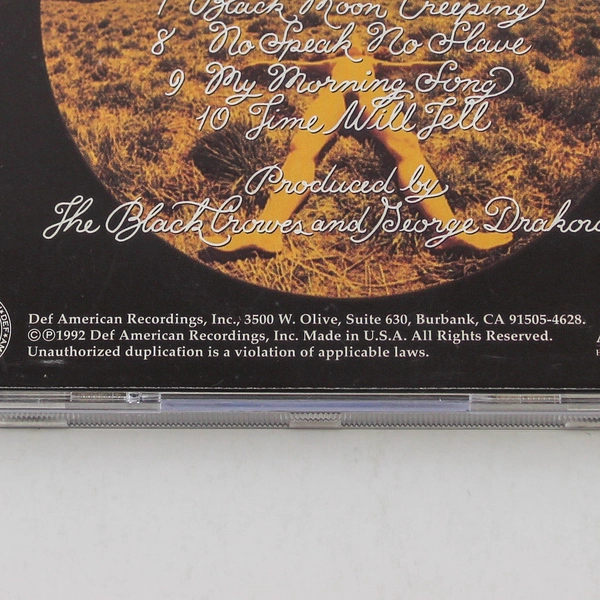 7 Black Moon Creeping
8 No Speak No Slave
9 My Morning Song
10 Time Will Tell
Produced by
The Black Crowes and George Drakou
Def American Recordings, Inc., 3500 W. Olive, Suite 630, Burbank, CA 91505-4628.
©℗1992 Def American Recordings, Inc. Made in U.S.A. All Rights Reserved.
Unauthorized duplication is a violation of applicable laws.